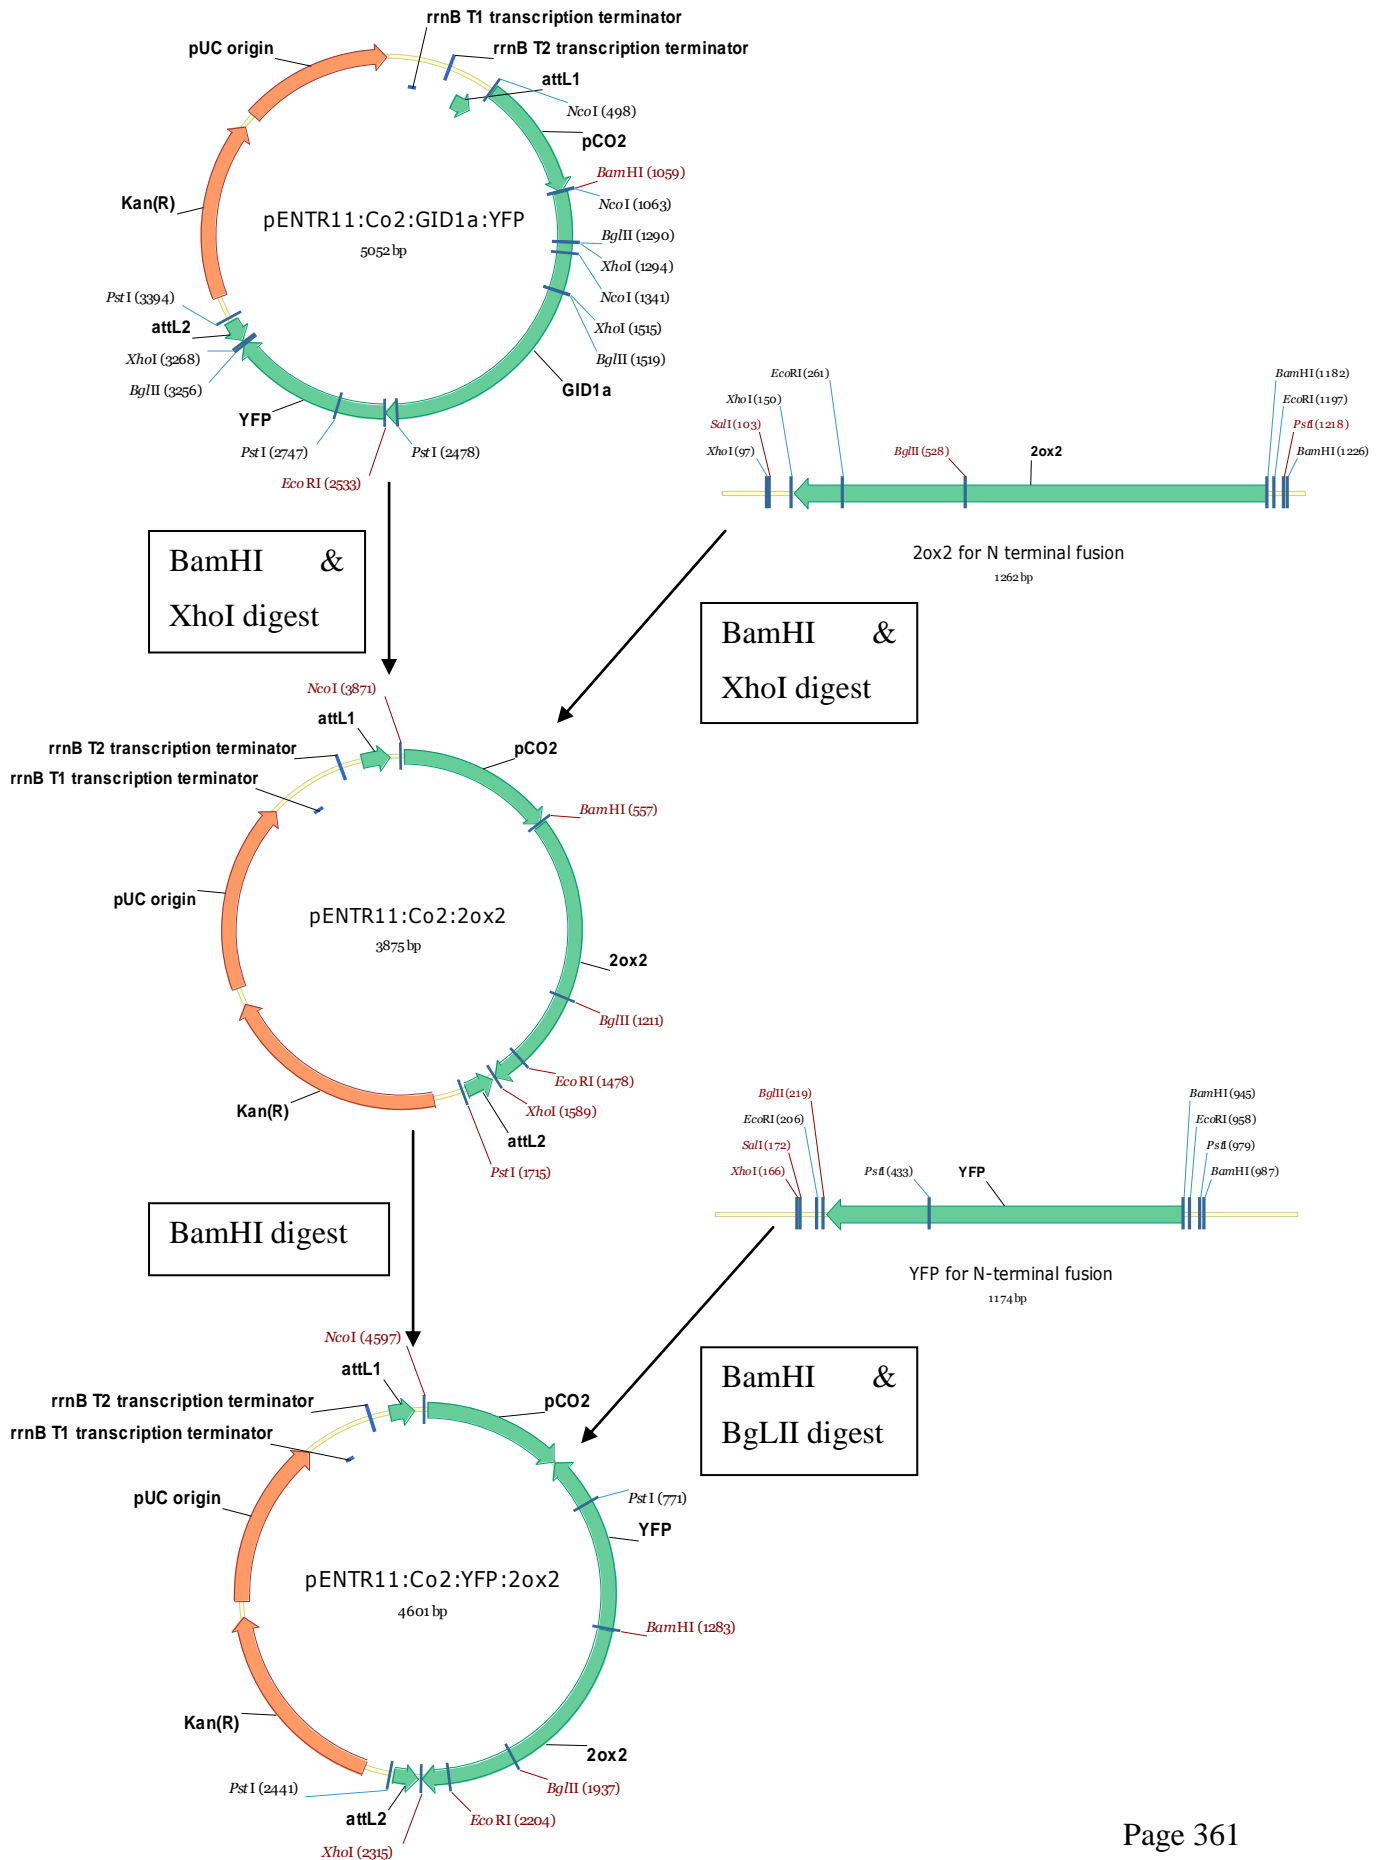 rrnB T1 transcription terminator
rrnB T2 transcription terminator
pUC origin
attL1
NcoI (498)
pCO2
BamHI (1059)
NcoI (1063)
Kan(R)
pENTR11:Co2:GID1a:YFP
5052 bp
BglII (1290)
XhoI (1294)
NcoI (1341)
PstI (3394)
attL2
XhoI (1515)
XhoI (3268)
BglII (1519)
BglII (3256)
GID1a
YFP
PstI (2747)
PstI (2478)
EcoRI (2533)
EcoRI (261)
BamHI (1182)
XhoI (150)
EcoRI (1197)
SalI (103)
PstI (1218)
XhoI (97)
BglII (528)
2ox2
BamHI (1226)
2ox2 for N terminal fusion
1262 bp
BamHI &
XhoI digest
BamHI &
XhoI digest
NcoI (3871)
attL1
rrnB T2 transcription terminator
pCO2
rrnB T1 transcription terminator
BamHI (557)
pUC origin
pENTR11:Co2:2ox2
3875 bp
2ox2
BglII (1211)
EcoRI (1478)
Kan(R)
XhoI (1589)
attL2
PstI (1715)
BglII (219)
BamHI (945)
EcoRI (206)
EcoRI (958)
SalI (172)
PstI (979)
XhoI (166)
PstI (433)
YFP
BamHI (987)
YFP for N-terminal fusion
1174 bp
BamHI digest
BamHI &
BgLII digest
NcoI (4597)
attL1
rrnB T2 transcription terminator
pCO2
rrnB T1 transcription terminator
PstI (771)
pUC origin
YFP
pENTR11:Co2:YFP:2ox2
4601 bp
BamHI (1283)
Kan(R)
2ox2
PstI (2441)
BglII (1937)
attL2
EcoRI (2204)
XhoI (2315)
Page 361